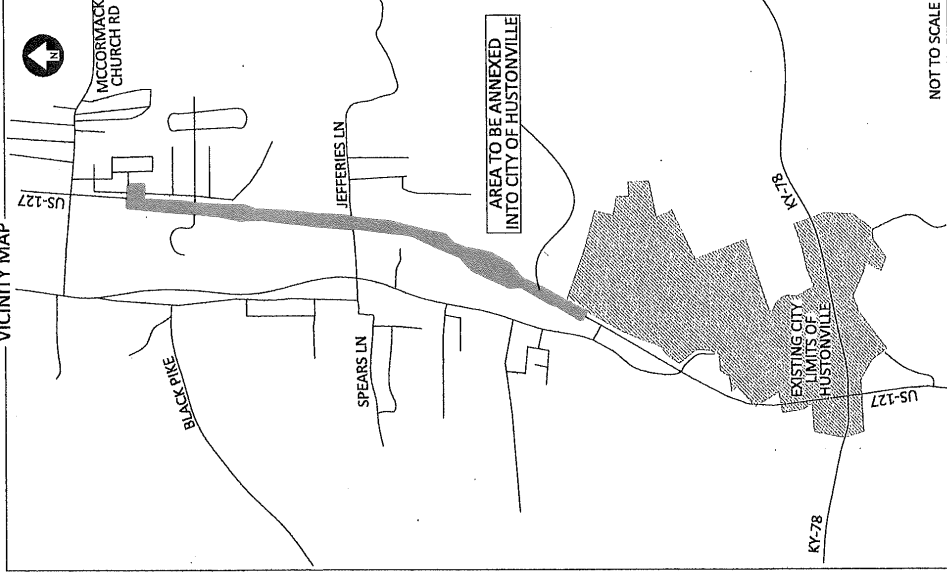 VICINITY MAP
N
MCCORMACK
CHURCH RD
US-127
JEFFERIES LN
AREA TO BE ANNEXED
INTO CITY OF HUSTONVILLE
BLACK PIKE
SPEARS LN
KY-78
EXISTING CITY
LIMITS OF
HUSTONVILLE
US-127
KY-78
NOT TO SCALE